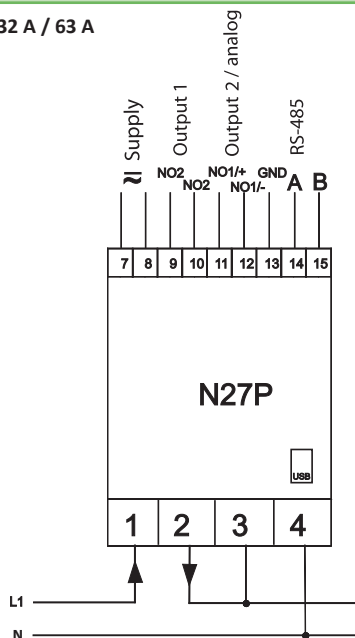 32 A / 63 A
Supply
Output 1
Output 2 / analog
RS-485
≂
NO2
NO2
NO1/+
NO1/-
GND
A B
7 8 9 10 11 12 13 14 15
N27P
USB
1 2 3 4
L1
N